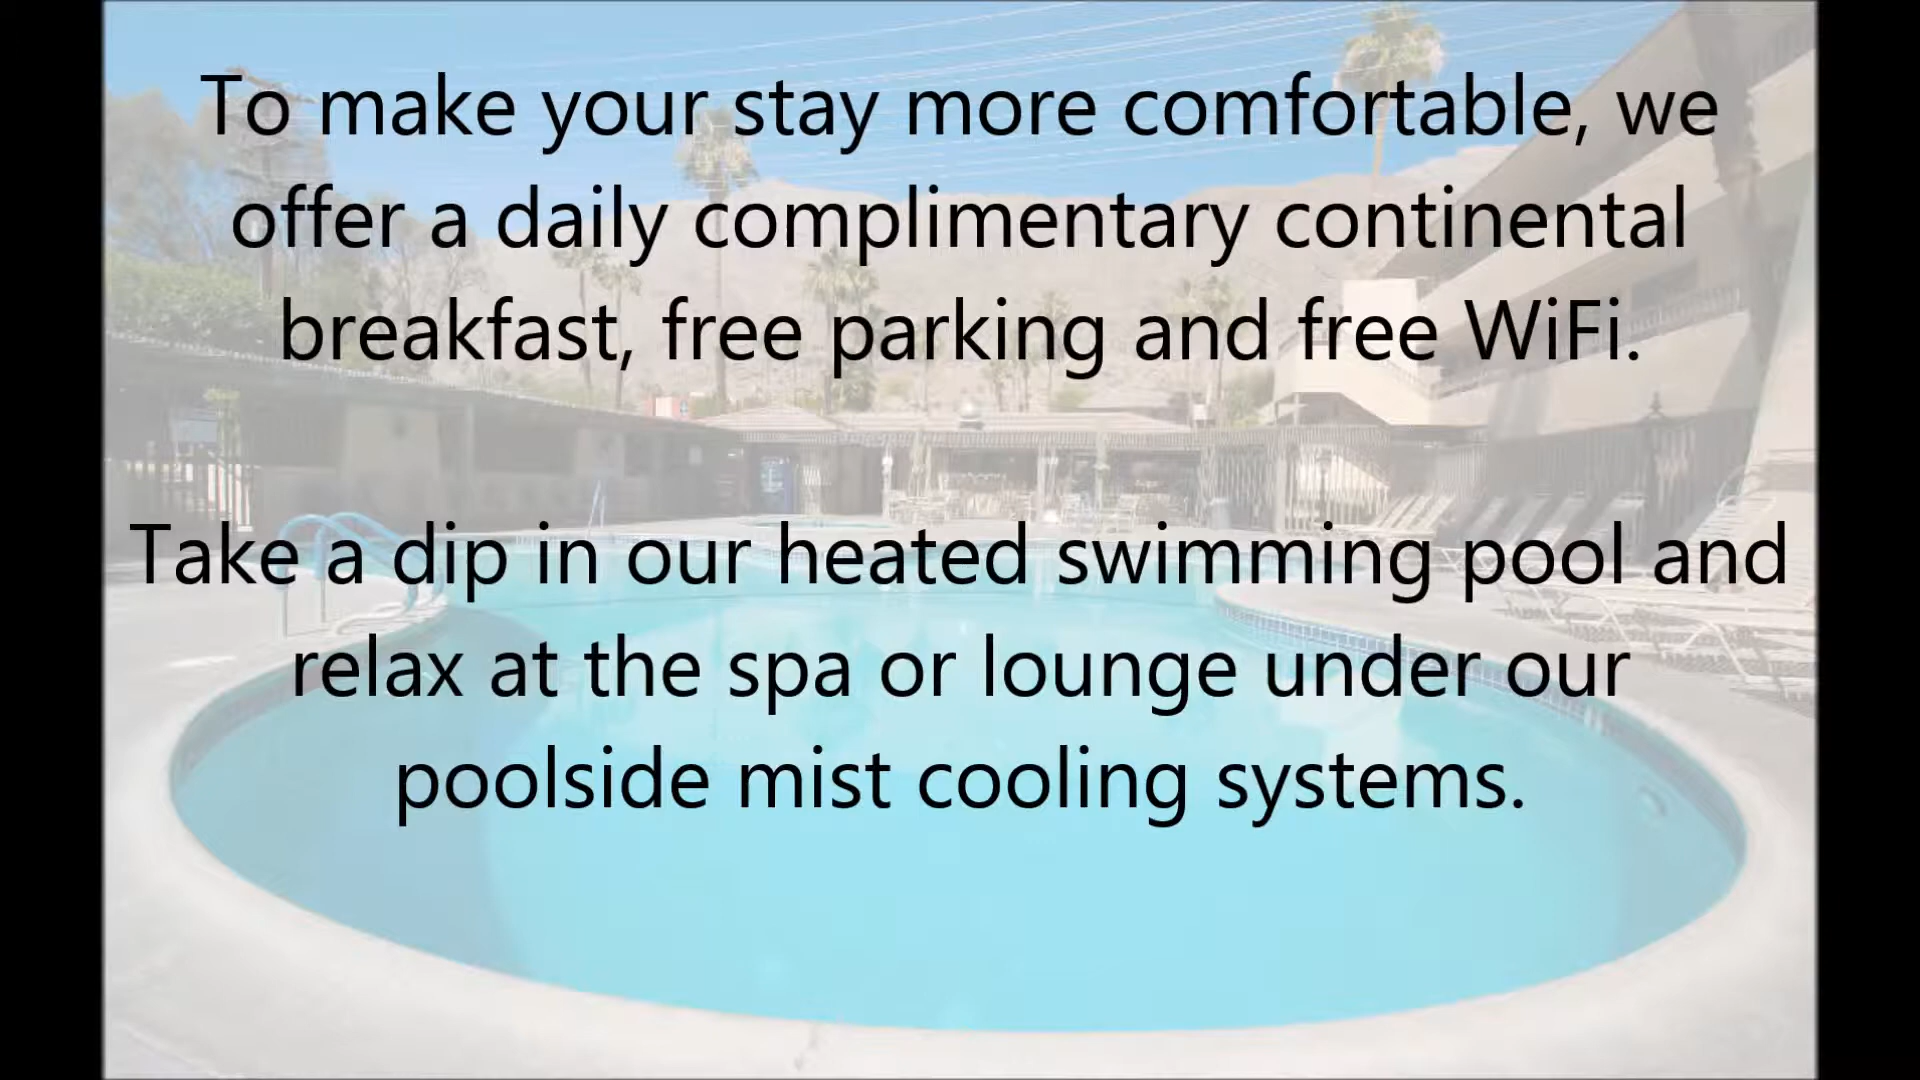 To make your stay more comfortable, we
offer a daily complimentary continental
breakfast, free parking and free WiFi.
Take a dip in our heated swimming pool and
relax at the spa or lounge under our
poolside mist cooling systems.